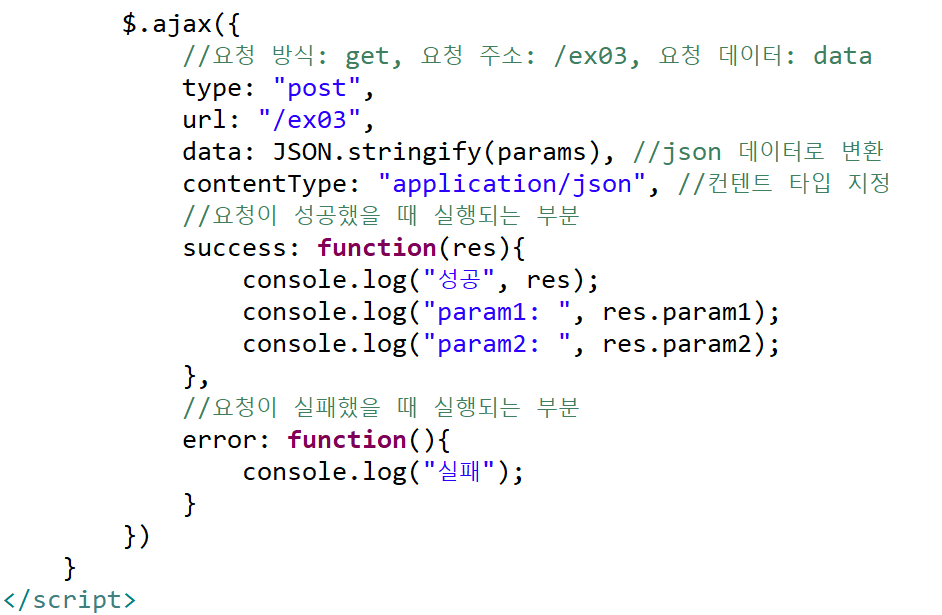 $.ajax({
//요청 방식: get, 요청 주소: /ex03, 요청 데이터: data
type: "post",
url: "/ex03",
data: JSON.stringify(params), //json 데이터로 변환
contentType: "application/json", //컨텐트 타입 지정
//요청이 성공했을 때 실행되는 부분
success: function(res){
console.log("성공", res);
console.log("param1: ", res.param1);
console.log("param2: ", res.param2);
},
//요청이 실패했을 때 실행되는 부분
error: function(){
console.log("실패");
}
})
}
</script>